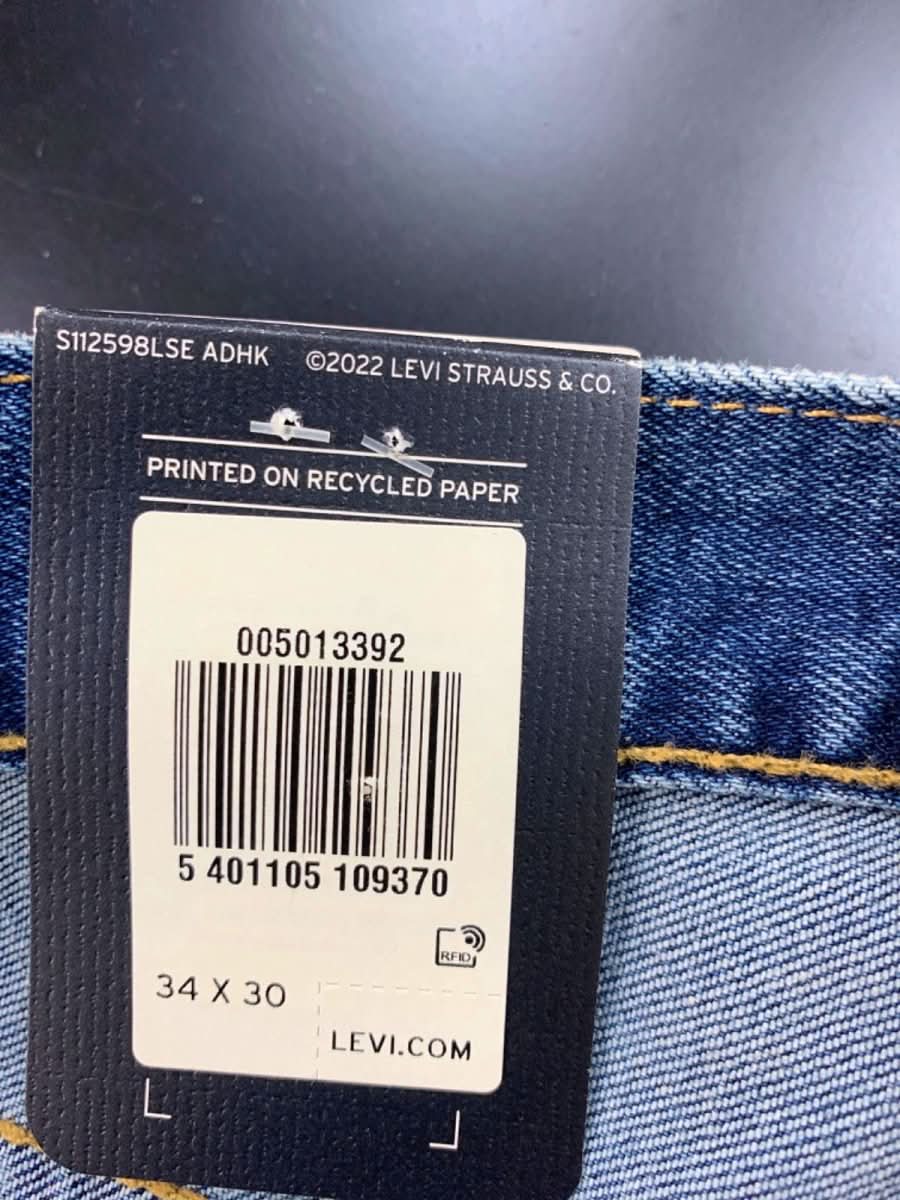 S112598LSE ADHK ©2022 LEVI STRAUSS & CO.
PRINTED ON RECYCLED PAPER
005013392
5 401105 109370
RFID
34 X 30
LEVI.COM